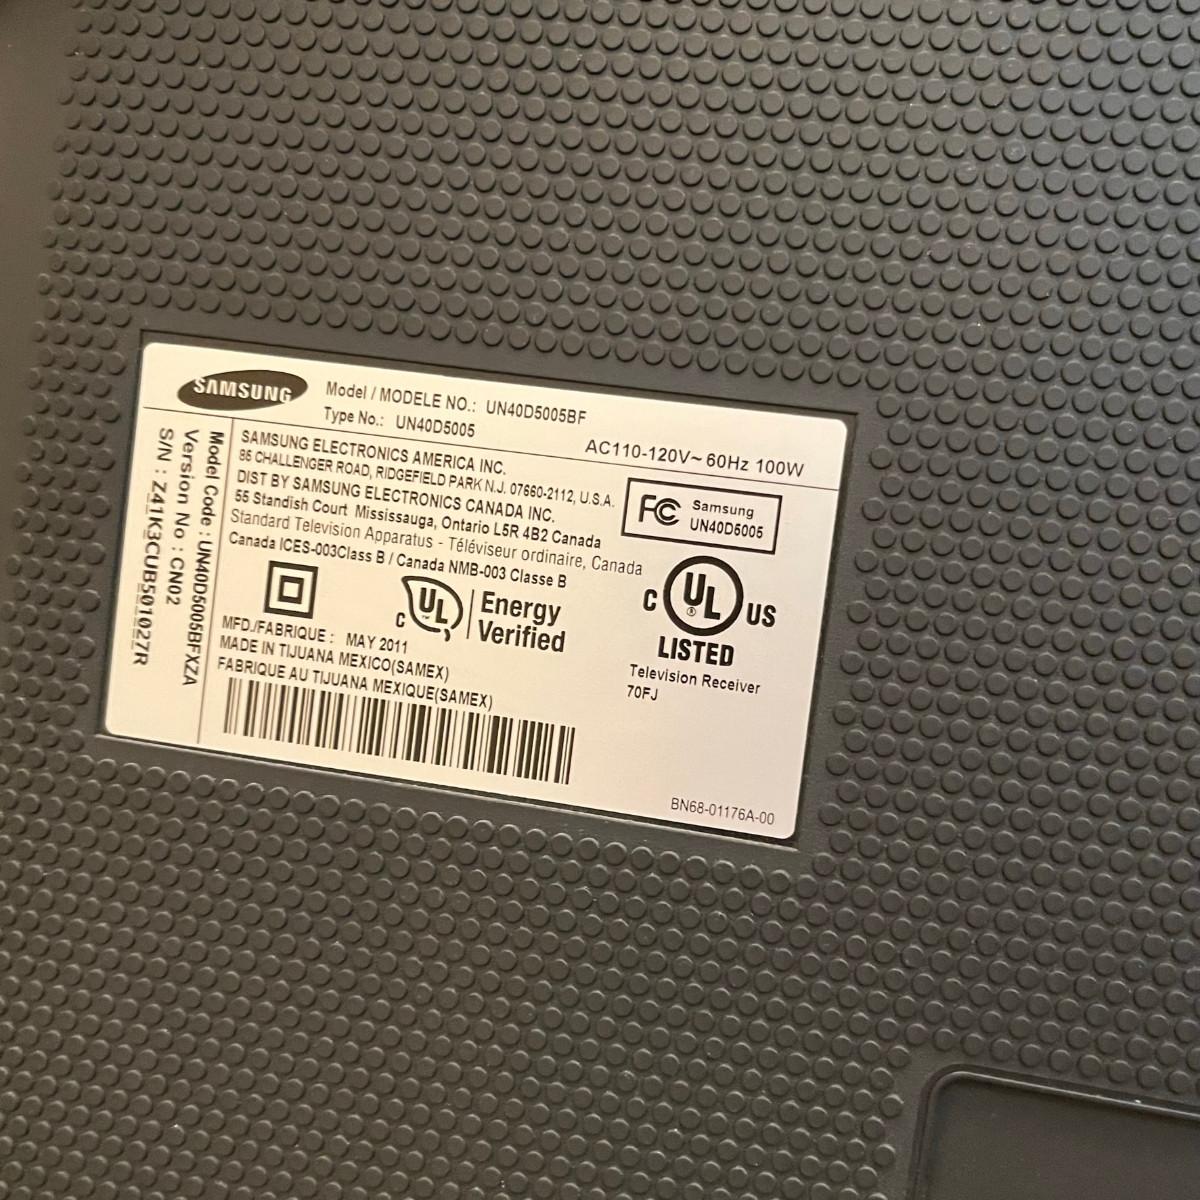 SAMSUNG
Model / MODELE NO.: UN40D5005BF
Type No.: UN40D5005
AC110-120V~ 60Hz 100W
Model Code : UN40D5005BFXZA
Version No : CN02
S/N : Z41K3CUB501027R
SAMSUNG ELECTRONICS AMERICA INC.
85 CHALLENGER ROAD, RIDGEFIELD PARK N.J. 07660-2112, U.S.A.
DIST BY SAMSUNG ELECTRONICS CANADA INC.
55 Standish Court Mississauga, Ontario L5R 4B2 Canada
Standard Television Apparatus - Téléviseur ordinaire, Canada
Canada ICES-003Class B / Canada NMB-003 Classe B
FC Samsung
UN40D5005
C UL Energy
Verified
C UL ® US
LISTED
Television Receiver
70FJ
MFD./FABRIQUE : MAY 2011
MADE IN TIJUANA MEXICO(SAMEX)
FABRIQUE AU TIJUANA MEXIQUE(SAMEX)
BN68-01176A-00